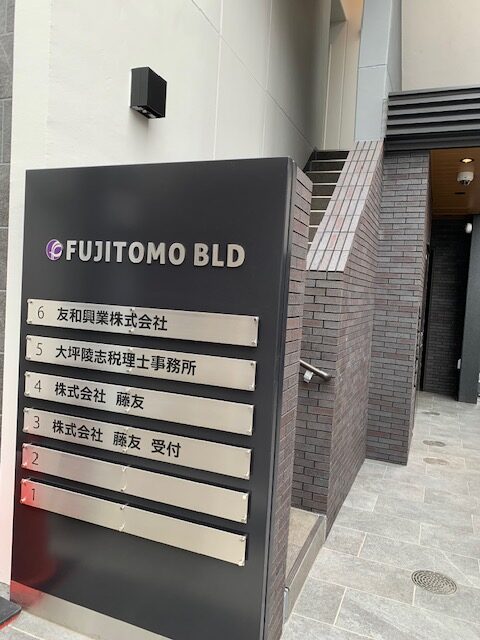 FUJITOMO BLD
6 友和興業株式会社
5 大坪陵志税理士事務所
4 株式会社 藤友
3 株式会社 藤友 受付
2
1